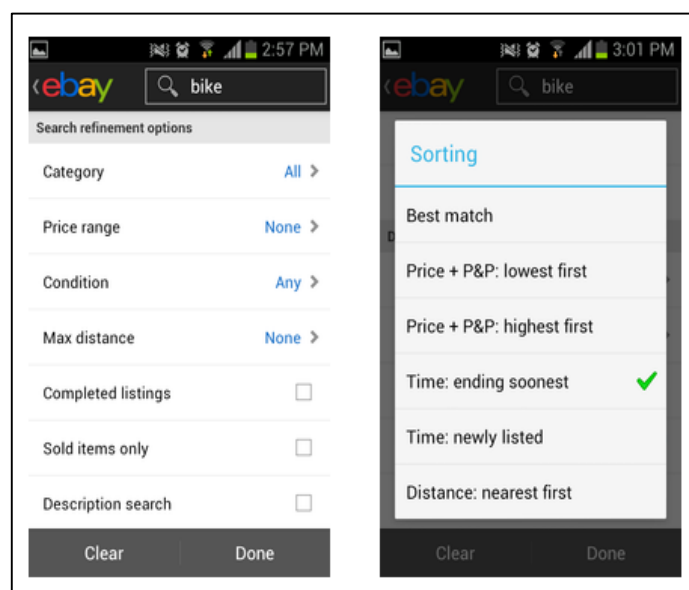 2:57 PM
ebay bike
Search refinement options
Category All
Price range None
Condition Any
Max distance None
Completed listings
Sold items only
Description search
Clear Done
3:01 PM
ebay bike
Sorting
Best match
Price + P&P: lowest first
Price + P&P: highest first
Time: ending soonest
Time: newly listed
Distance: nearest first
Clear Done